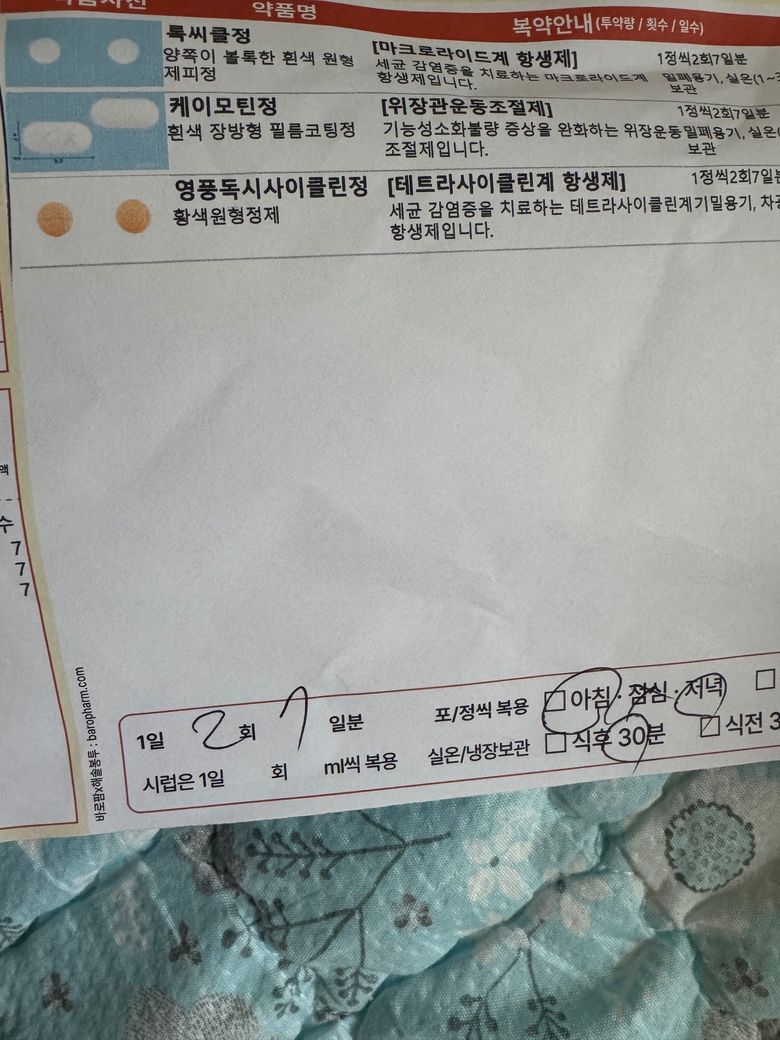 약품명
복약안내(투약량 / 횟수 / 일수)
록씨클정
양쪽이 볼록한 흰색 원형
제피정
[마크로라이드계 항생제]
세균 감염증을 치료하는 마크로라이드계
항생제입니다.
1정씩2회7일분
밀폐용기, 실온(1~3
보관
케이모틴정
흰색 장방형 필름코팅정
[위장관운동조절제]
기능성소화불량 증상을 완화하는 위장운동
조절제입니다.
1정씩2회7일분
밀폐용기, 실온(
보관
영풍독시사이클린정
황색원형정제
[테트라사이클린계 항생제]
세균 감염증을 치료하는 테트라사이클린계
항생제입니다.
1정씩2회7일분
기밀용기, 차광
액
수
7
7
7
바로팜x해솔봉투 : baropharm.com
1일 2회 7 일분 포/정씩 복용 아침 · 점심 · 저녁
시럽은 1일 회 ml씩 복용 실온/냉장보관 식후 30분 식전 3